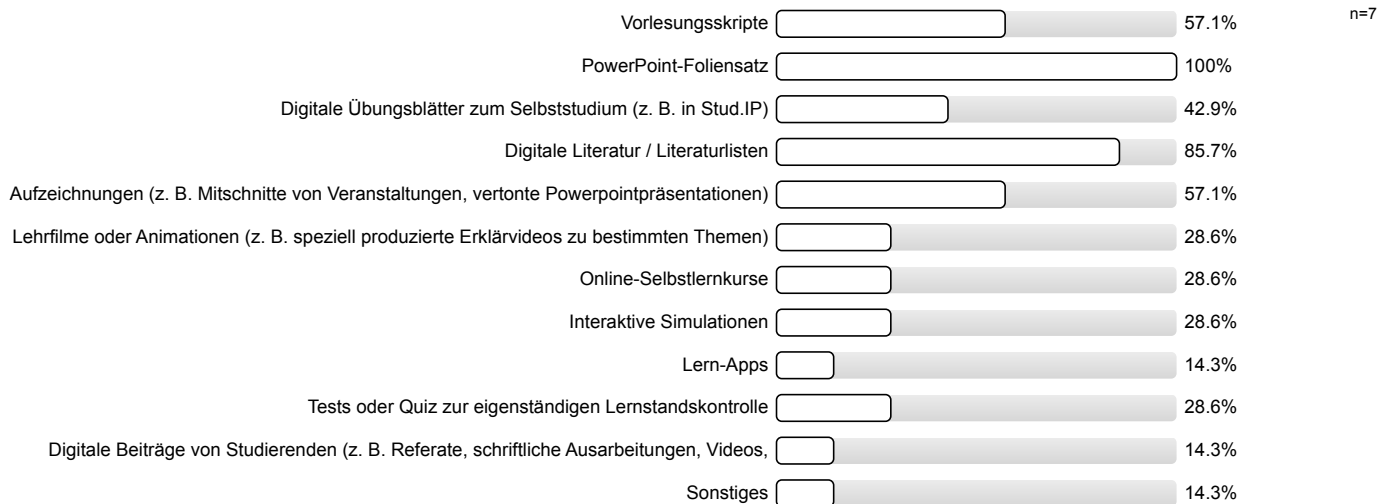 Vorlesungsskripte 57.1% n=7
PowerPoint-Foliensatz 100%
Digitale Übungsblätter zum Selbststudium (z. B. in Stud.IP) 42.9%
Digitale Literatur / Literaturlisten 85.7%
Aufzeichnungen (z. B. Mitschnitte von Veranstaltungen, vertonte Powerpointpräsentationen) 57.1%
Lehrfilme oder Animationen (z. B. speziell produzierte Erklärvideos zu bestimmten Themen) 28.6%
Online-Selbstlernkurse 28.6%
Interaktive Simulationen 28.6%
Lern-Apps 14.3%
Tests oder Quiz zur eigenständigen Lernstandskontrolle 28.6%
Digitale Beiträge von Studierenden (z. B. Referate, schriftliche Ausarbeitungen, Videos, 14.3%
Sonstiges 14.3%